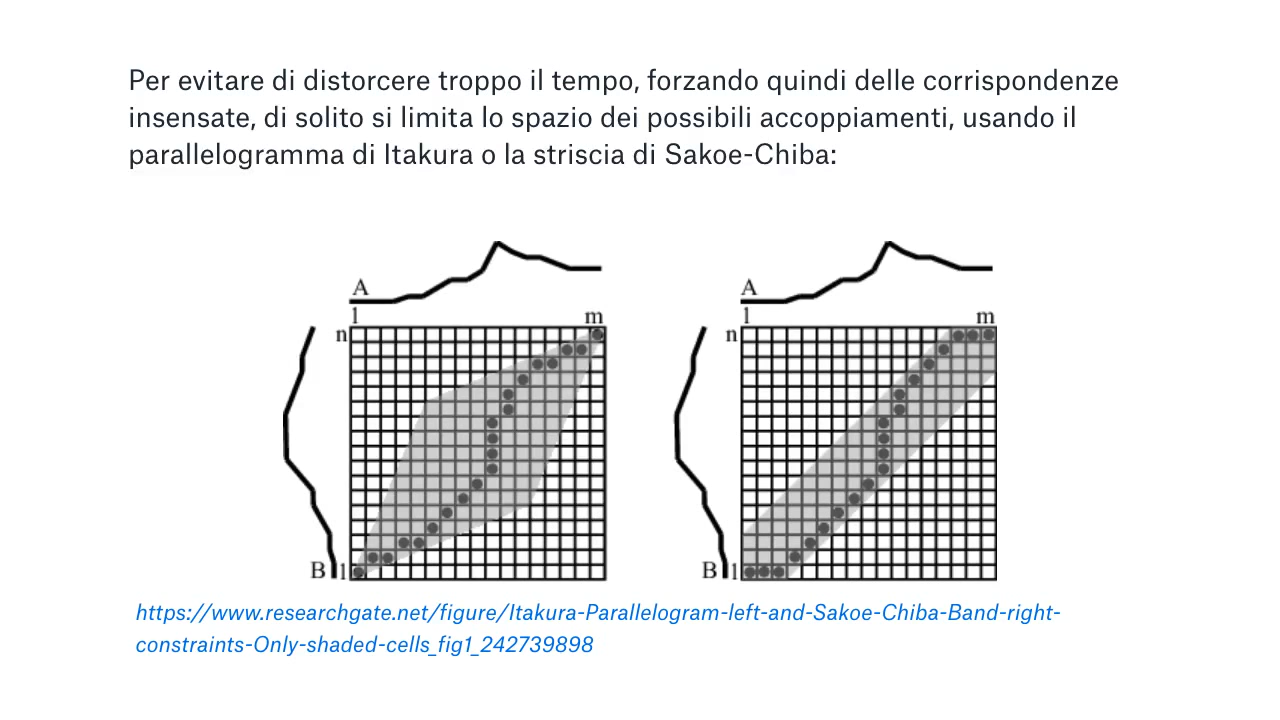 Per evitare di distorcere troppo il tempo, forzando quindi delle corrispondenze
insensate, di solito si limita lo spazio dei possibili accoppiamenti, usando il
parallelogramma di Itakura o la striscia di Sakoe-Chiba:
A
1 m
n
B 1
A
1 m
n
B 1
https://www.researchgate.net/figure/Itakura-Parallelogram-left-and-Sakoe-Chiba-Band-right-
constraints-Only-shaded-cells_fig1_242739898